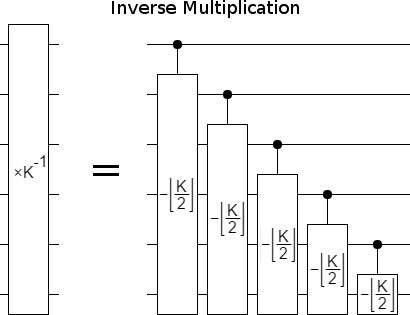 Inverse Multiplication
×K⁻¹
=
−⌊K/2⌋
−⌊K/2⌋
−⌊K/2⌋
−⌊K/2⌋
−⌊K/2⌋